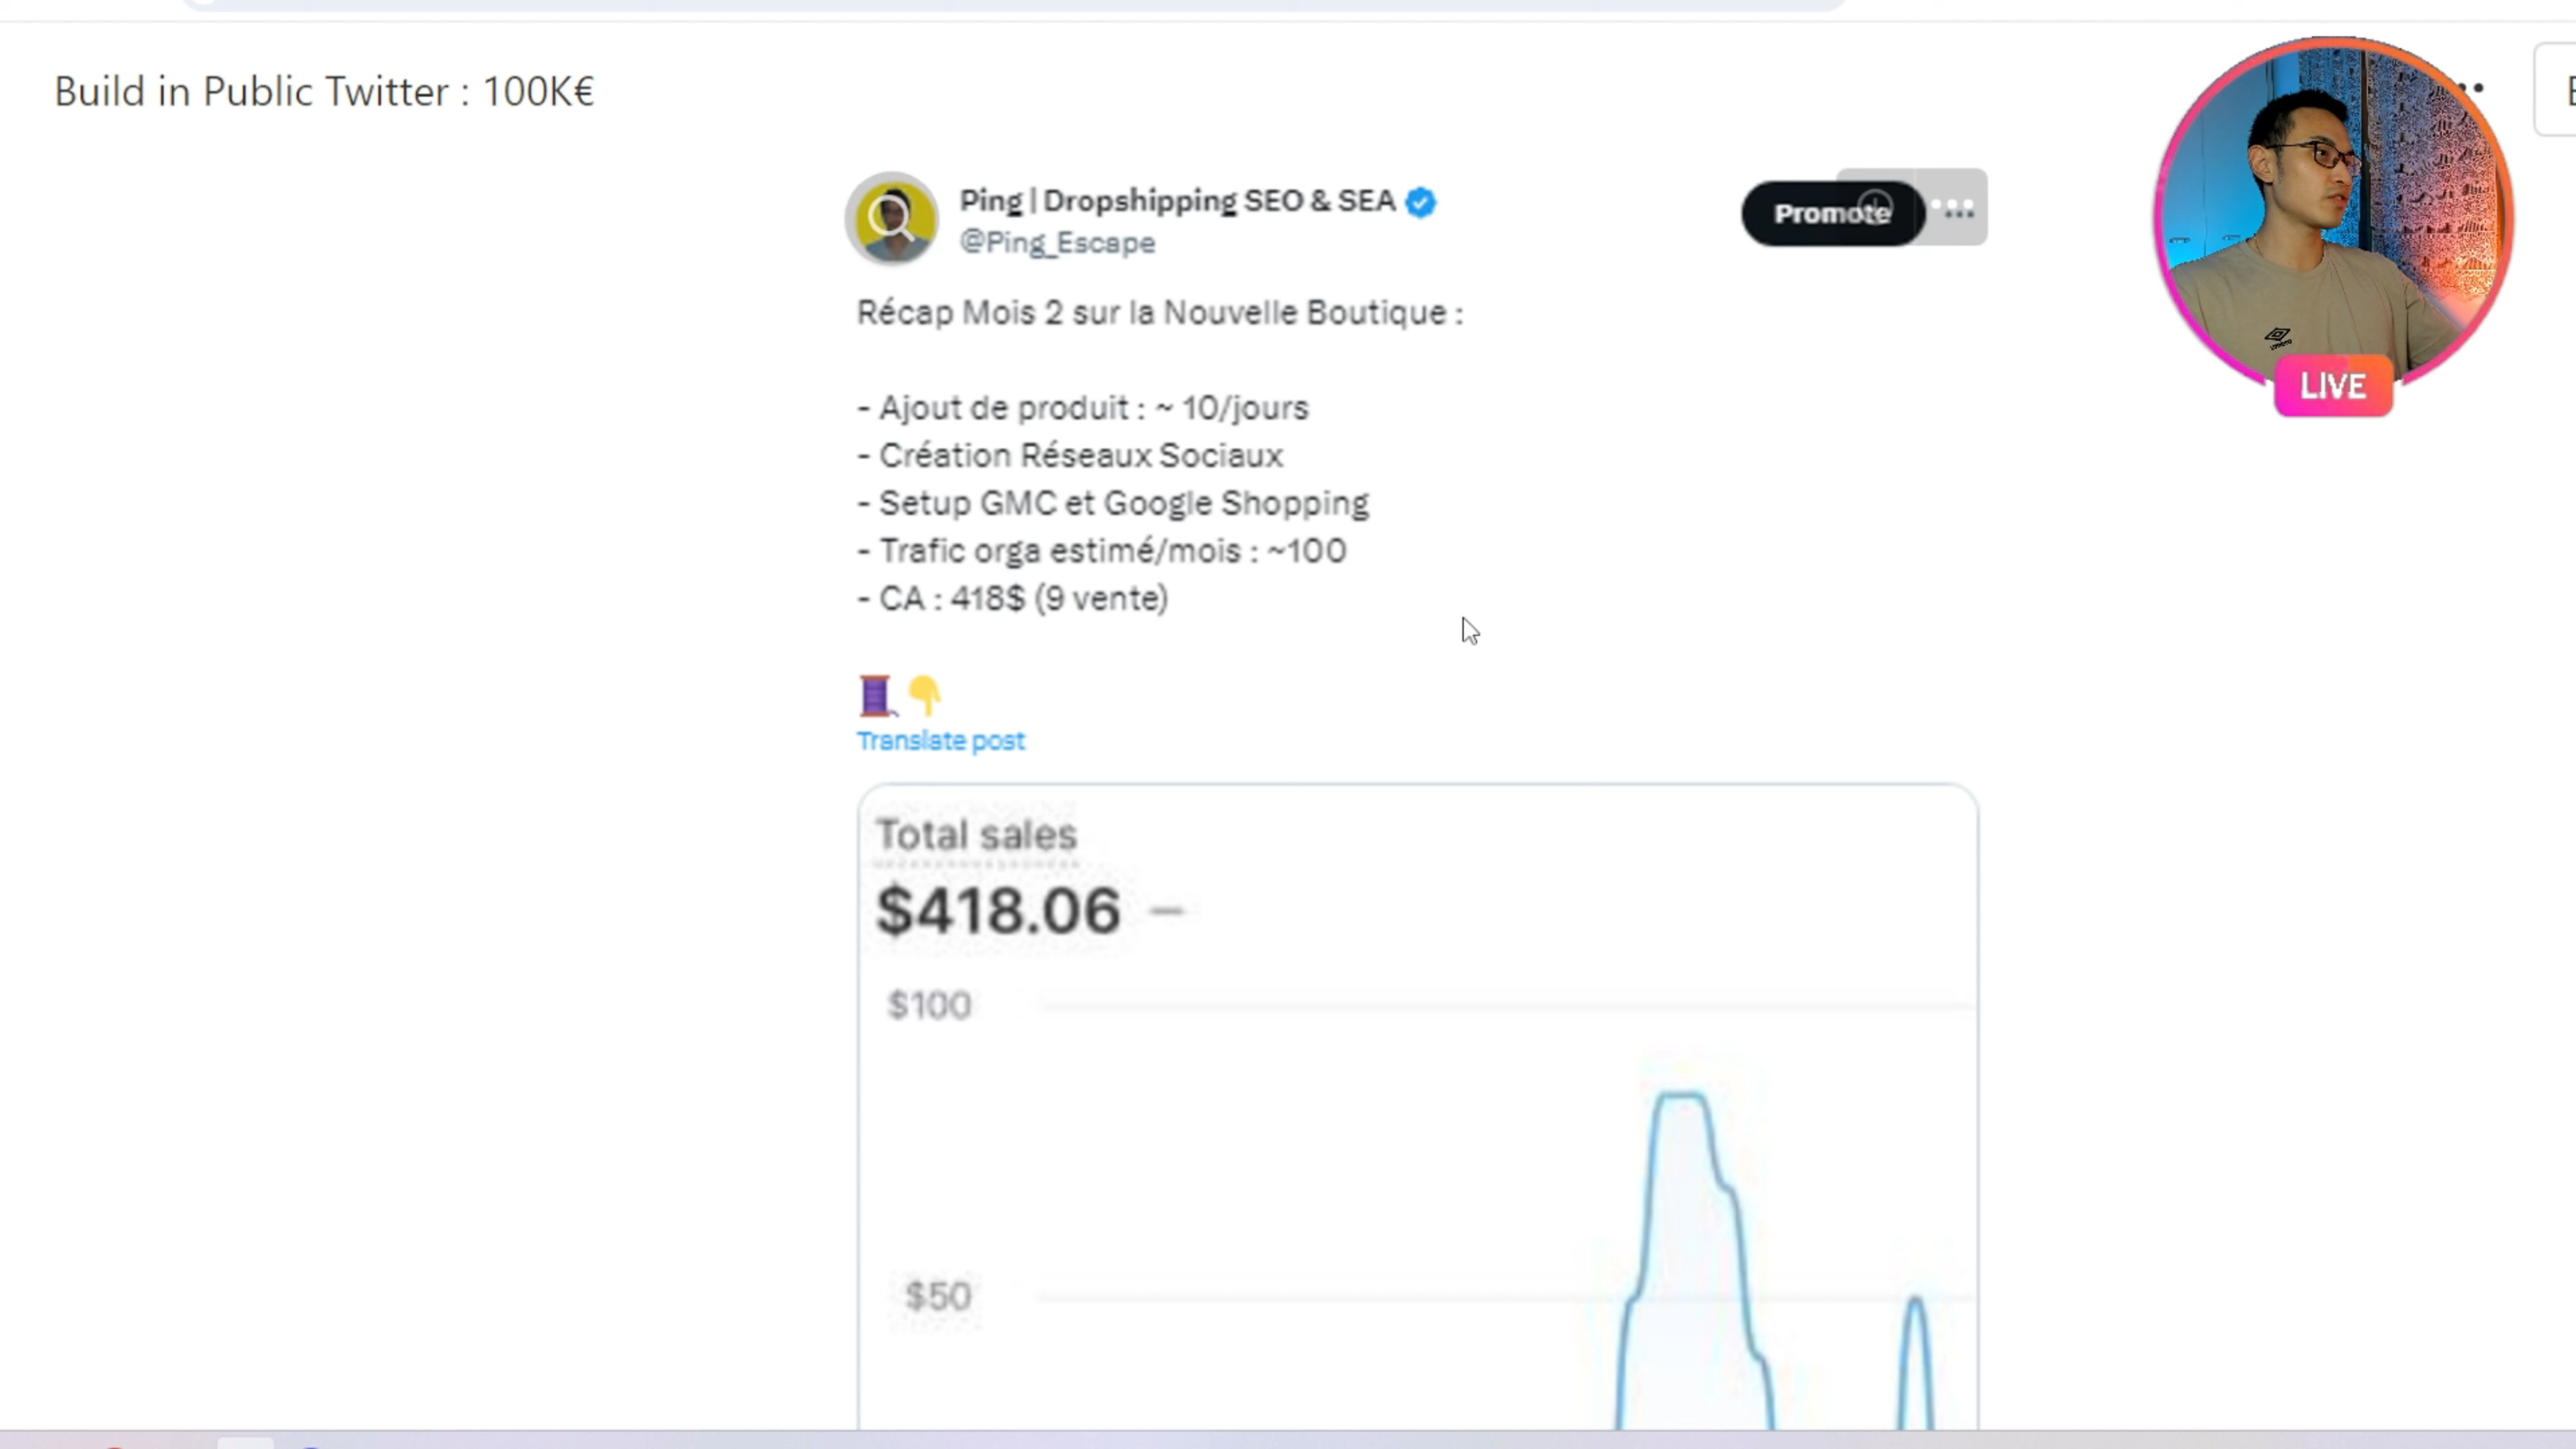 Build in Public Twitter : 100K€
Ping | Dropshipping SEO & SEA
@Ping_Escape
Promote
Récap Mois 2 sur la Nouvelle Boutique :
- Ajout de produit : ~ 10/jours
- Création Réseaux Sociaux
- Setup GMC et Google Shopping
- Trafic orga estimé/mois : ~100
- CA : 418$ (9 vente)
Translate post
Total sales
$418.06 —
$100
$50
LIVE